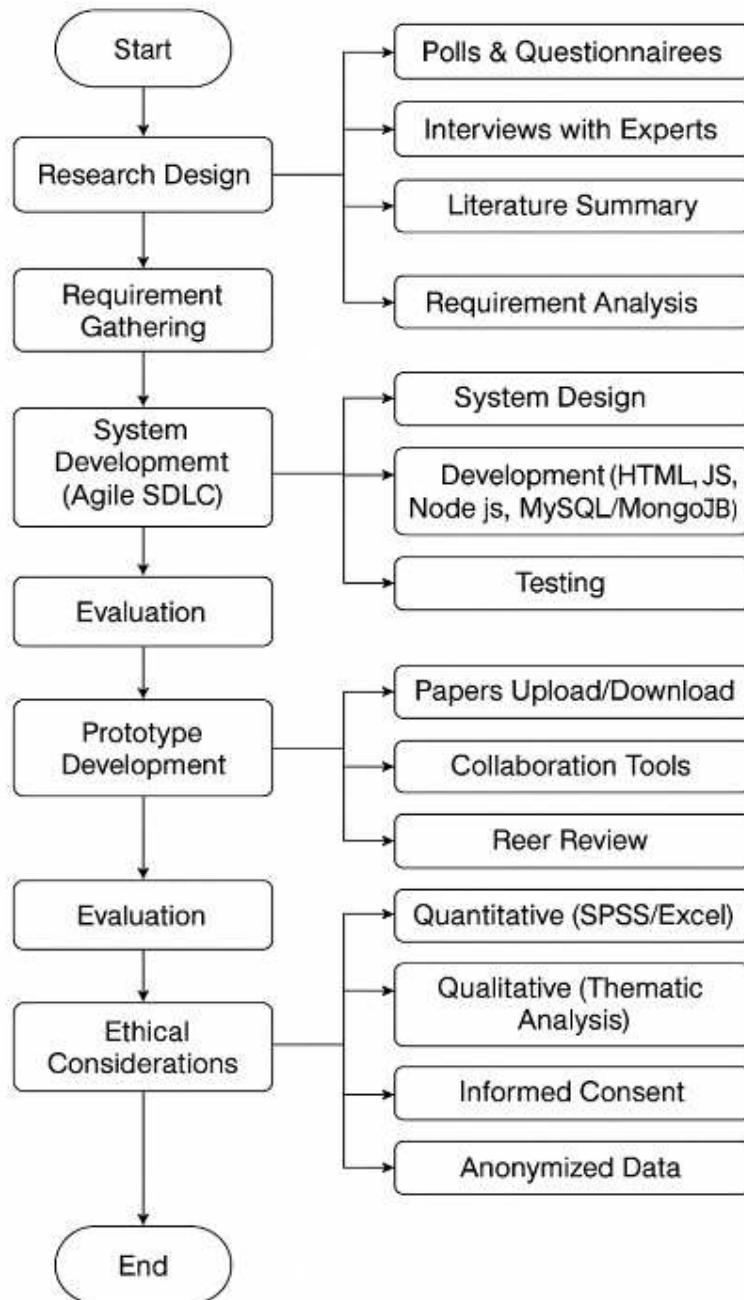 Start
Polls & Questionnairees
Interviews with Experts
Research Design
Literature Summary
Requirement
Gathering
Requirement Analysis
System
Developmemt
(Agile SDLC)
System Design
Development (HTML, JS,
Node js, MySQL/MongoJB)
Testing
Evaluation
Papers Upload/Download
Prototype
Development
Collaboration Tools
Reer Review
Evaluation
Quantitative (SPSS/Excel)
Qualitative (Thematic
Analysis)
Ethical
Considerations
Informed Consent
Anonymized Data
End